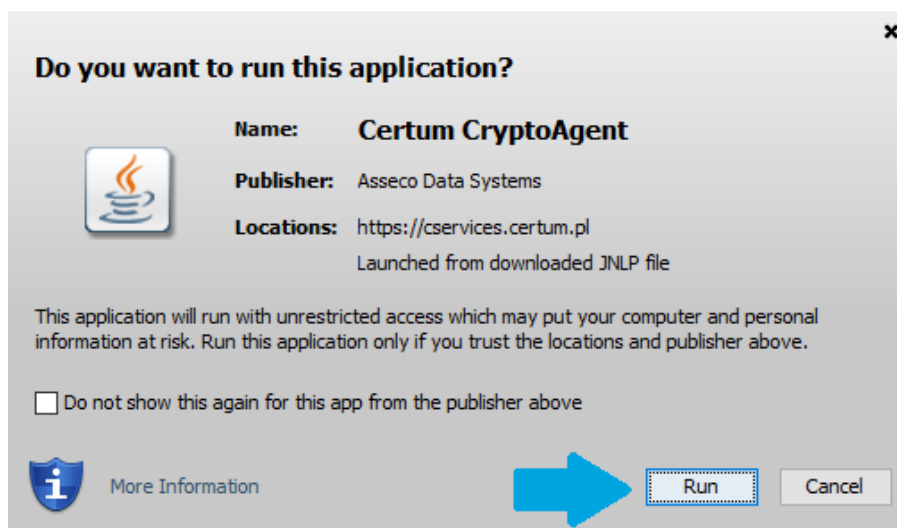 Do you want to run this application?
Name: Certum CryptoAgent
Publisher: Asseco Data Systems
Locations: https://cservices.certum.pl
Launched from downloaded JNLP file
This application will run with unrestricted access which may put your computer and personal
information at risk. Run this application only if you trust the locations and publisher above.
Do not show this again for this app from the publisher above
More Information
Run
Cancel